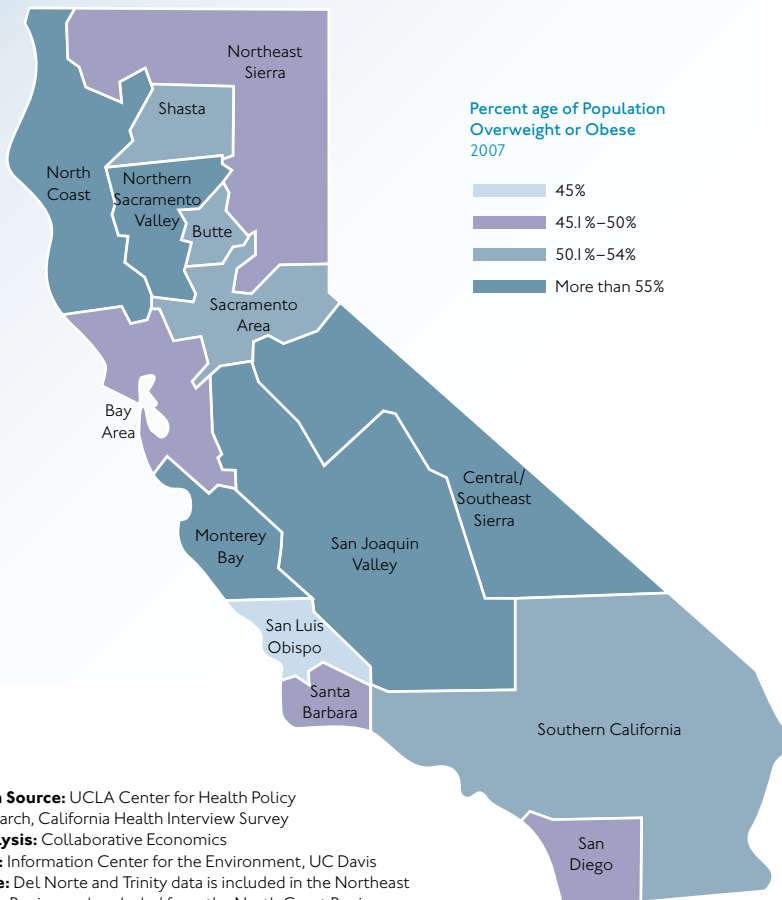 Northeast
Sierra
Shasta
North
Coast
Northern
Sacramento
Valley
Butte
Sacramento
Area
Bay
Area
Central/
Southeast
Sierra
Monterey
Bay
San Joaquin
Valley
San Luis
Obispo
Santa
Barbara
Southern California
San
Diego
Percent age of Population
Overweight or Obese
2007
45%
45.1%–50%
50.1%–54%
More than 55%
Source: UCLA Center for Health Policy
arch, California Health Interview Survey
lysis: Collaborative Economics
: Information Center for the Environment, UC Davis
e: Del Norte and Trinity data is included in the Northeast